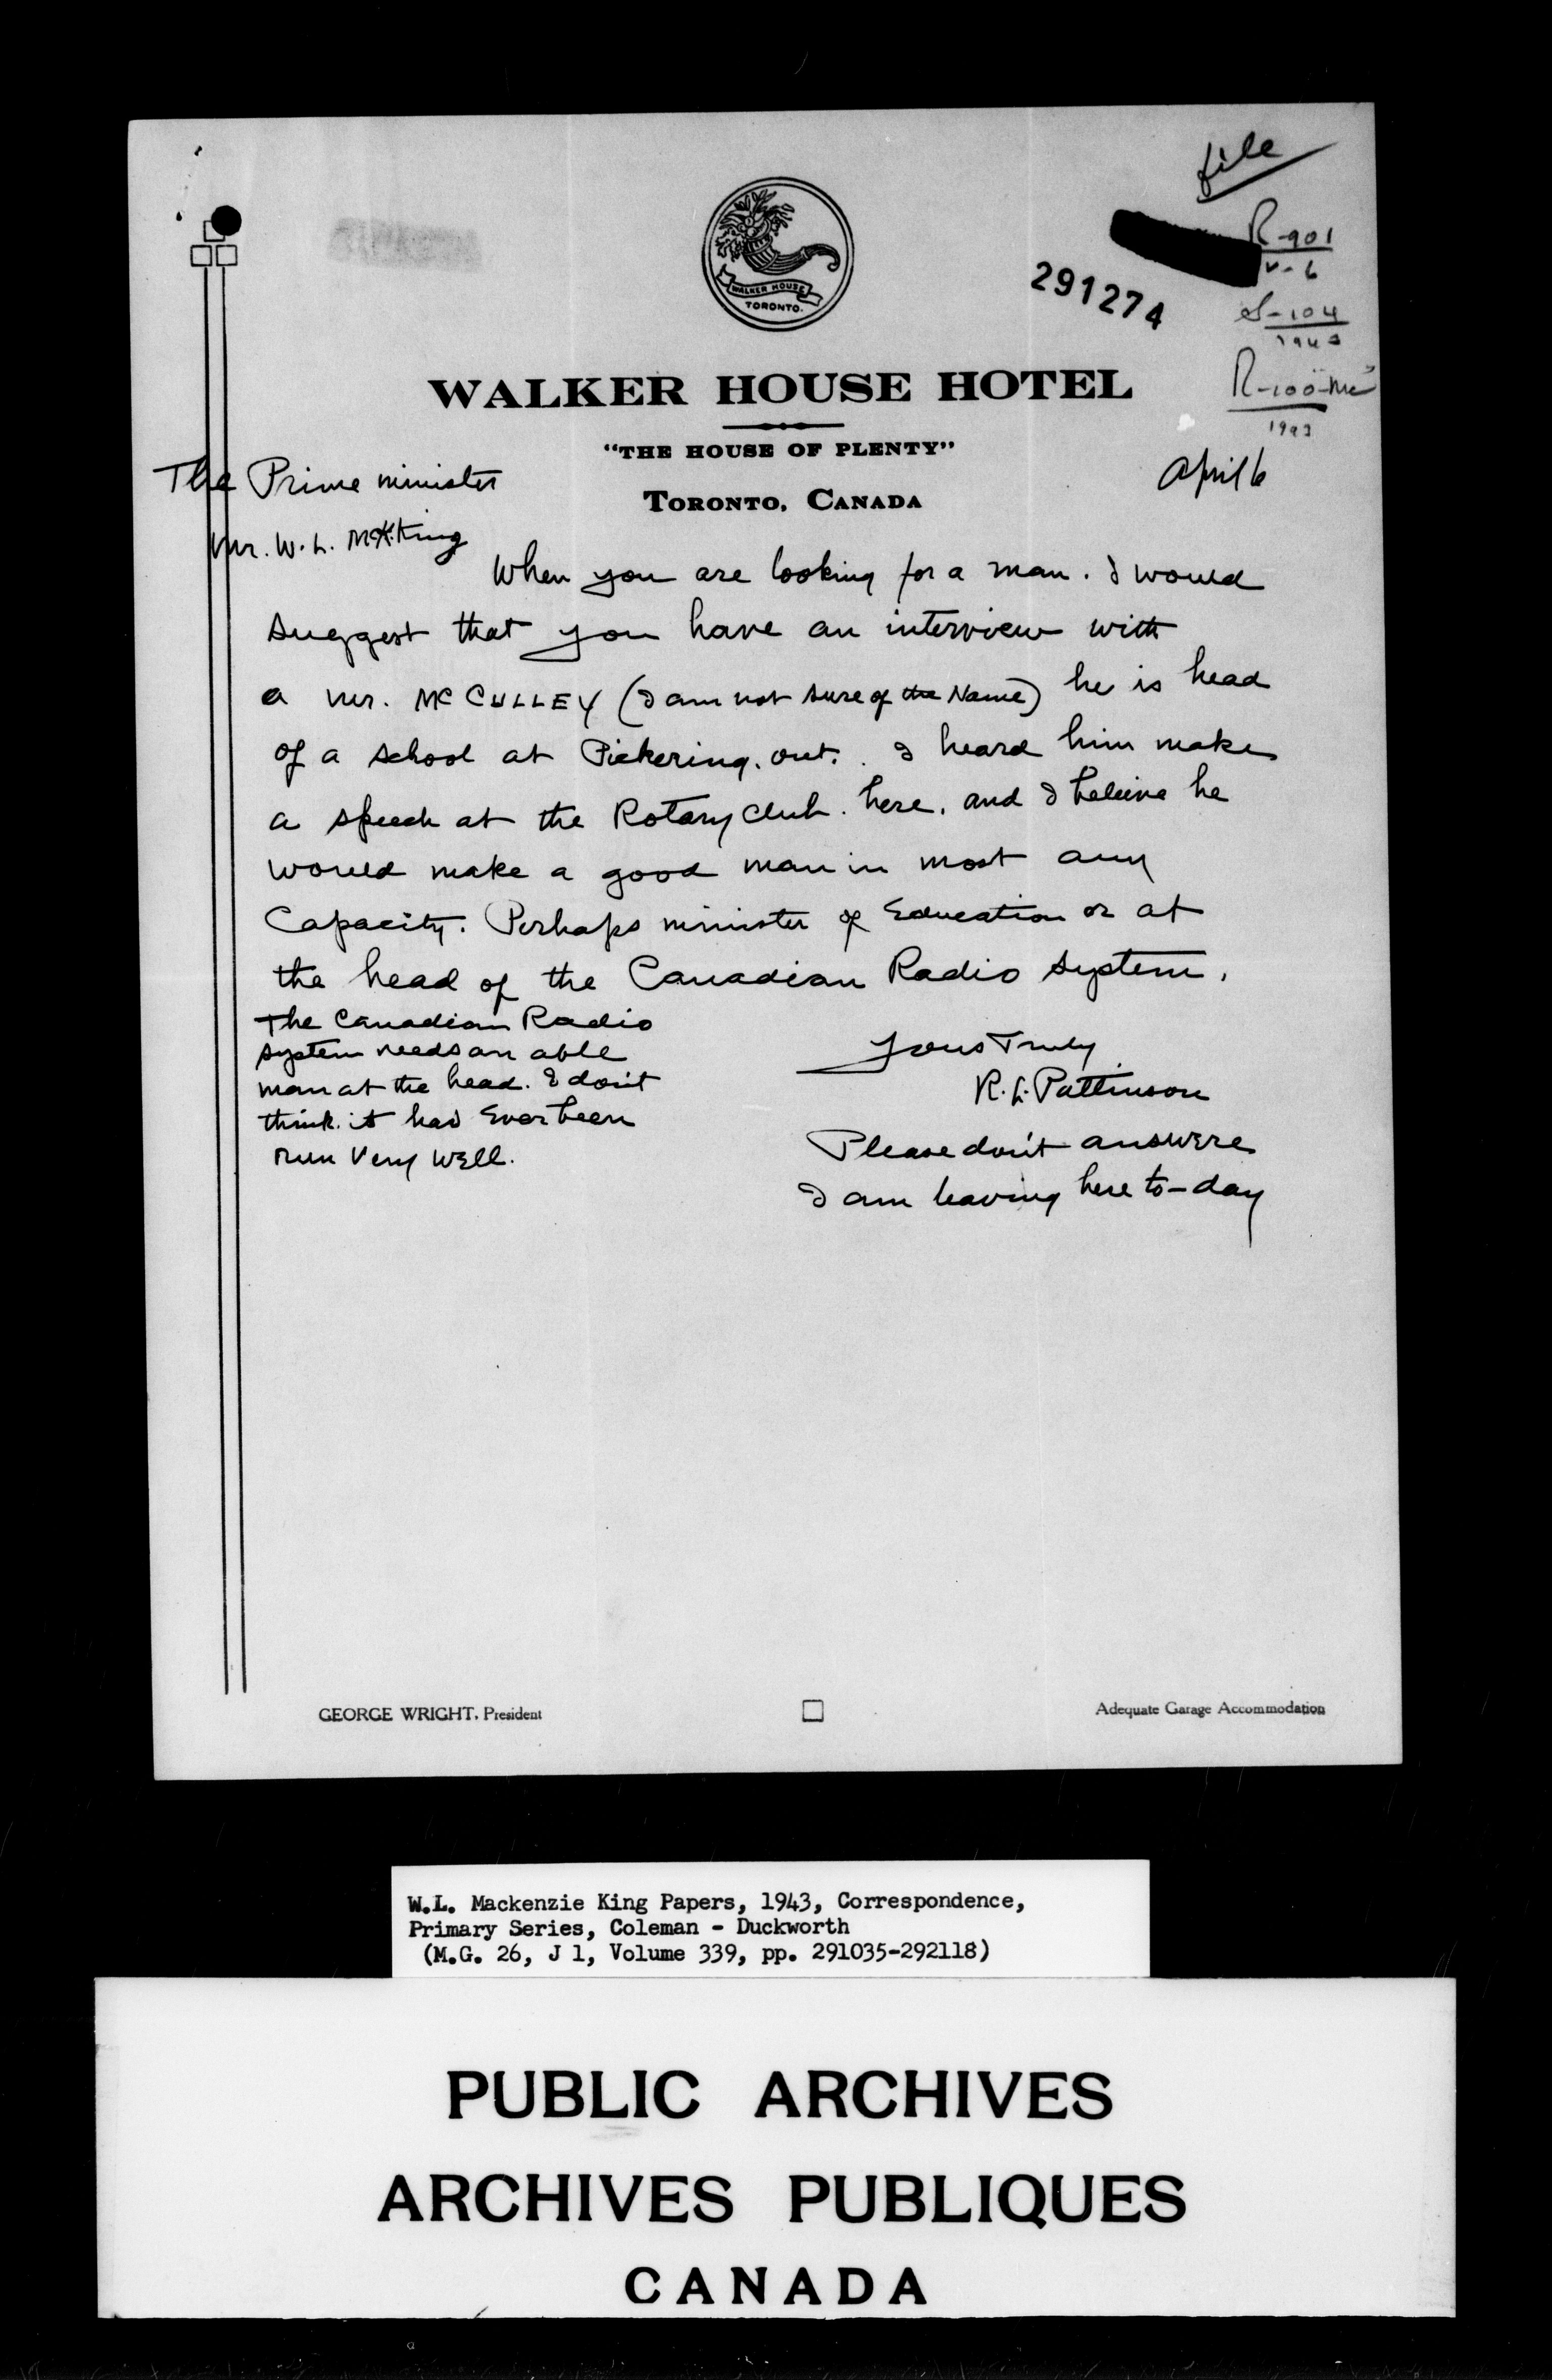 file
R-901
V-6
291274
S-104
1943
R-100-Mc
1943
WALKER HOUSE
TORONTO.
WALKER HOUSE HOTEL
"THE HOUSE OF PLENTY"
TORONTO, CANADA
April 6
The Prime minister
Mr. W. L. McK. King
When you are looking for a man. I would
suggest that you have an interview with
a Mr. MCCULLEY (I am not sure of the Name) he is head
of a school at Pickering. Ont. . I heard him make
a speech at the Rotary Club. here. and I beleive he
would make a good man in most any
Capacity. Perhaps minister of Education or at
the head of the Canadian Radio system.
The Canadian Radio
system needs an able
man at the head. I don't
think. it has Ever been
run Very Well.
Yours Truly
R. L. Pattinson
Please don't answere
I am leaving here to-day
GEORGE WRIGHT, President
Adequate Garage Accommodation
W.L. Mackenzie King Papers, 1943, Correspondence,
Primary Series, Coleman - Duckworth
(M.G. 26, J 1, Volume 339, pp. 291035-292118)
PUBLIC ARCHIVES
ARCHIVES PUBLIQUES
CANADA